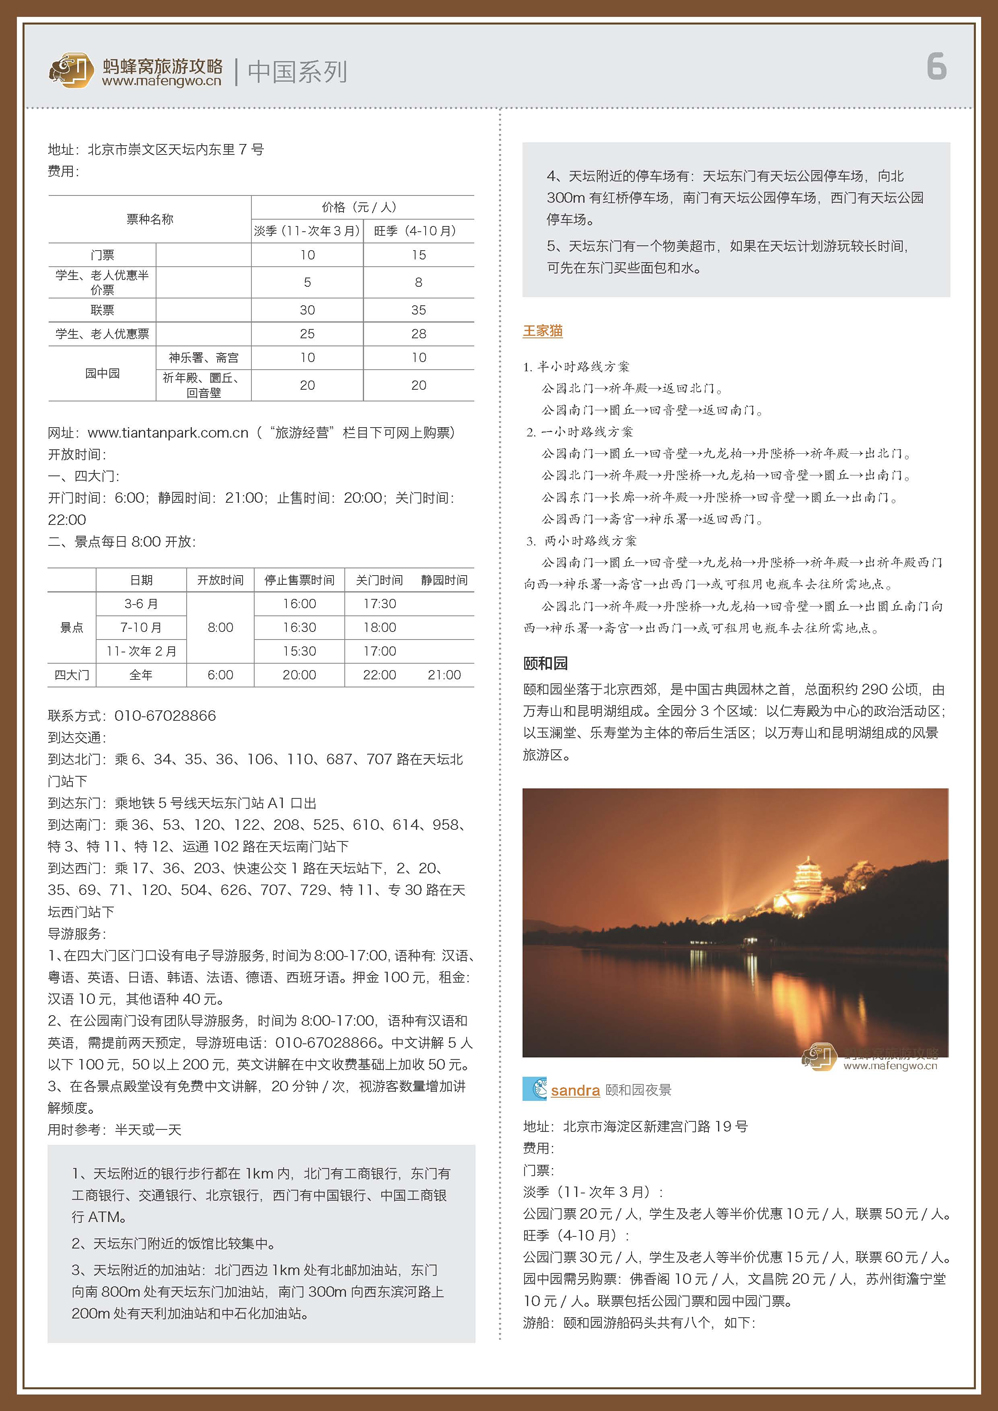 蚂蜂窝旅游攻略
www.mafengwo.cn
中国系列
6
地址：北京市崇文区天坛内东里 7 号
费用：
票种名称 价格（元 / 人）
淡季（11- 次年 3 月） 旺季（4-10 月）
门票 10 15
学生、老人优惠半
价票 5 8
联票 30 35
学生、老人优惠票 25 28
园中园 神乐署、斋宫 10 10
祈年殿、圜丘、
回音壁 20 20
网址：www.tiantanpark.com.cn（“旅游经营”栏目下可网上购票）
开放时间：
一、四大门：
开门时间：6:00；静园时间：21:00；止售时间：20:00；关门时间：
22:00
二、景点每日 8:00 开放：
日期 开放时间 停止售票时间 关门时间 静园时间
景点 3-6 月 8:00 16:00 17:30
7-10 月 16:30 18:00
11- 次年 2 月 15:30 17:00
四大门 全年 6:00 20:00 22:00 21:00
联系方式：010-67028866
到达交通：
到达北门：乘 6、34、35、36、106、110、687、707 路在天坛北
门站下
到达东门：乘地铁 5 号线天坛东门站 A1 口出
到达南门：乘 36、53、120、122、208、525、610、614、958、
特 3、特 11、特 12、运通 102 路在天坛南门站下
到达西门：乘 17、36、203、快速公交 1 路在天坛站下，2、20、
35、69、71、120、504、626、707、729、特 11、专 30 路在天
坛西门站下
导游服务：
1、在四大门区门口设有电子导游服务，时间为 8:00-17:00，语种有：汉语、
粤语、英语、日语、韩语、法语、德语、西班牙语。押金 100 元，租金：
汉语 10 元，其他语种 40 元。
2、在公园南门设有团队导游服务，时间为 8:00-17:00，语种有汉语和
英语，需提前两天预定，导游班电话：010-67028866。中文讲解 5 人
以下 100 元，50 以上 200 元，英文讲解在中文收费基础上加收 50 元。
3、在各景点殿堂设有免费中文讲解，20 分钟 / 次，视游客数量增加讲
解频度。
用时参考：半天或一天
1、天坛附近的银行步行都在 1km 内，北门有工商银行，东门有
工商银行、交通银行、北京银行，西门有中国银行、中国工商银
行 ATM。
2、天坛东门附近的饭馆比较集中。
3、天坛附近的加油站：北门西边 1km 处有北邮加油站，东门
向南 800m 处有天坛东门加油站，南门 300m 向西东滨河路上
200m 处有天利加油站和中石化加油站。
4、天坛附近的停车场有：天坛东门有天坛公园停车场，向北
300m 有红桥停车场，南门有天坛公园停车场，西门有天坛公园
停车场。
5、天坛东门有一个物美超市，如果在天坛计划游玩较长时间，
可先在东门买些面包和水。
王家猫
1. 半小时路线方案
公园北门→祈年殿→返回北门。
公园南门→圜丘→回音壁→返回南门。
2. 一小时路线方案
公园南门→圜丘→回音壁→九龙柏→丹陛桥→祈年殿→出北门。
公园北门→祈年殿→丹陛桥→九龙柏→回音壁→圜丘→出南门。
公园东门→长廊→祈年殿→丹陛桥→回音壁→圜丘→出南门。
公园西门→斋宫→神乐署→返回西门。
3. 两小时路线方案
公园南门→圜丘→回音壁→九龙柏→丹陛桥→祈年殿→出祈年殿西门
向西→神乐署→斋宫→出西门→或可租用电瓶车去往所需地点。
公园北门→祈年殿→丹陛桥→九龙柏→回音壁→圜丘→出圜丘南门向
西→神乐署→斋宫→出西门→或可租用电瓶车去往所需地点。
颐和园
颐和园坐落于北京西郊，是中国古典园林之首，总面积约 290 公顷，由
万寿山和昆明湖组成。全园分 3 个区域：以仁寿殿为中心的政治活动区；
以玉澜堂、乐寿堂为主体的帝后生活区；以万寿山和昆明湖组成的风景
旅游区。
蚂蜂窝旅游攻略
www.mafengwo.cn
sandra 颐和园夜景
地址：北京市海淀区新建宫门路 19 号
费用：
门票：
淡季（11- 次年 3 月）：
公园门票 20 元 / 人，学生及老人等半价优惠 10 元 / 人，联票 50 元 / 人。
旺季（4-10 月）：
公园门票 30 元 / 人，学生及老人等半价优惠 15 元 / 人，联票 60 元 / 人。
园中园需另购票：佛香阁 10 元 / 人，文昌院 20 元 / 人，苏州街澹宁堂
10 元 / 人。联票包括公园门票和园中园门票。
游船：颐和园游船码头共有八个，如下：